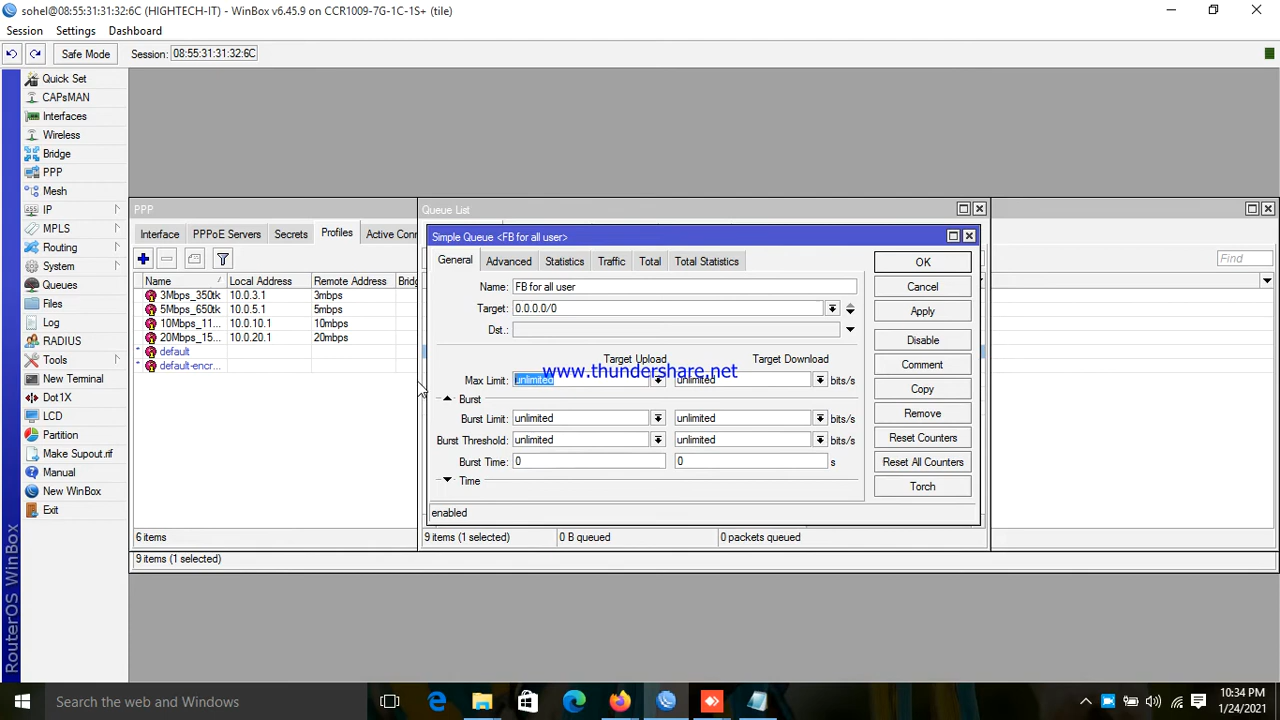 sohel@08:55:31:31:32:6C (HIGHTECH-IT) - WinBox v6.45.9 on CCR1009-7G-1C-1S+ (tile)
Session Settings Dashboard
Safe Mode Session: 08:55:31:31:32:6C
Quick Set
CAPsMAN
Interfaces
Wireless
Bridge
PPP
Mesh
IP
MPLS
Routing
System
Queues
Files
Log
RADIUS
Tools
New Terminal
Dot1X
LCD
Partition
Make Supout.rif
Manual
New WinBox
Exit
RouterOS WinBox
PPP
Interface PPPoE Servers Secrets Profiles Active Conn
Name Local Address Remote Address Bridg
3Mbps_350tk 10.0.3.1 3mbps
5Mbps_650tk 10.0.5.1 5mbps
10Mbps_11... 10.0.10.1 10mbps
20Mbps_15... 10.0.20.1 20mbps
default
default-encr...
6 items
9 items (1 selected)
Queue List
Find
Simple Queue <FB for all user>
General Advanced Statistics Traffic Total Total Statistics
Name: FB for all user
Target: 0.0.0.0/0
Dst.:
Target Upload Target Download
www.thundershare.net
Max Limit: unlimited unlimited bits/s
Burst
Burst Limit: unlimited unlimited bits/s
Burst Threshold: unlimited unlimited bits/s
Burst Time: 0 0 s
Time
enabled
OK
Cancel
Apply
Disable
Comment
Copy
Remove
Reset Counters
Reset All Counters
Torch
9 items (1 selected) 0 B queued 0 packets queued
Search the web and Windows
10:34 PM
1/24/2021